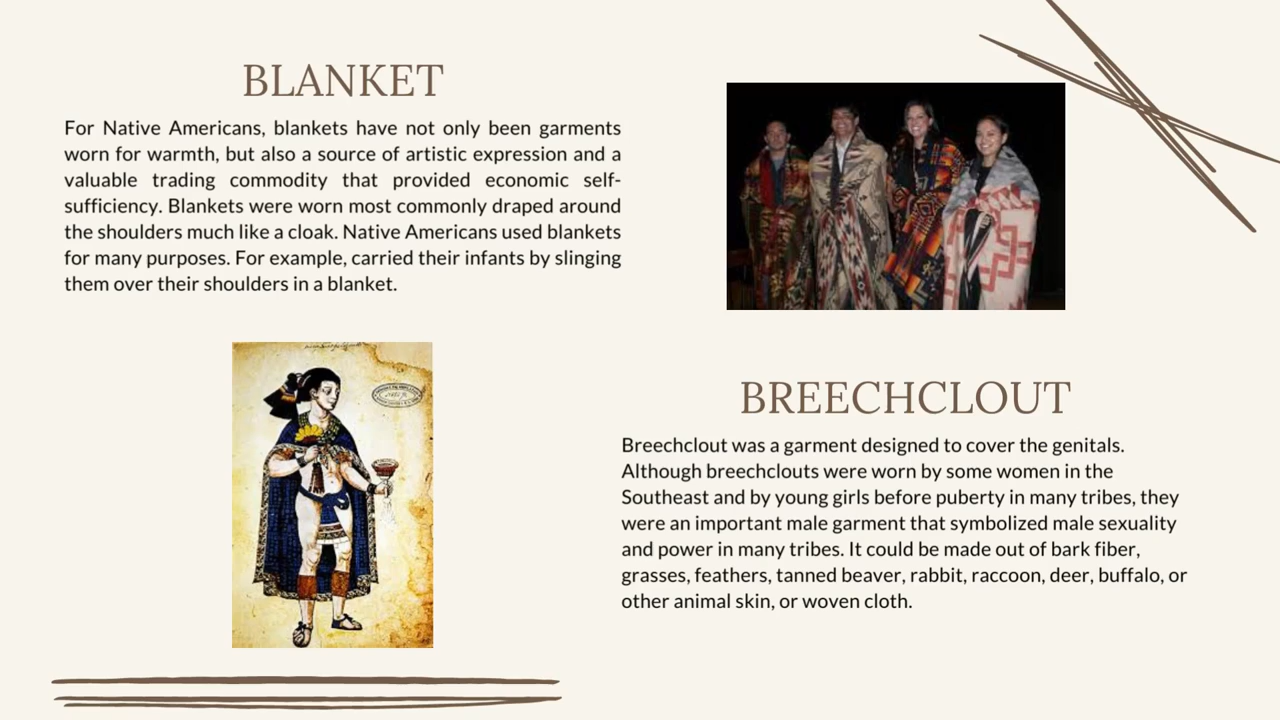 BLANKET
For Native Americans, blankets have not only been garments
worn for warmth, but also a source of artistic expression and a
valuable trading commodity that provided economic self-
sufficiency. Blankets were worn most commonly draped around
the shoulders much like a cloak. Native Americans used blankets
for many purposes. For example, carried their infants by slinging
them over their shoulders in a blanket.
BREECHCLOUT
Breechclout was a garment designed to cover the genitals.
Although breechclouts were worn by some women in the
Southeast and by young girls before puberty in many tribes, they
were an important male garment that symbolized male sexuality
and power in many tribes. It could be made out of bark fiber,
grasses, feathers, tanned beaver, rabbit, raccoon, deer, buffalo, or
other animal skin, or woven cloth.